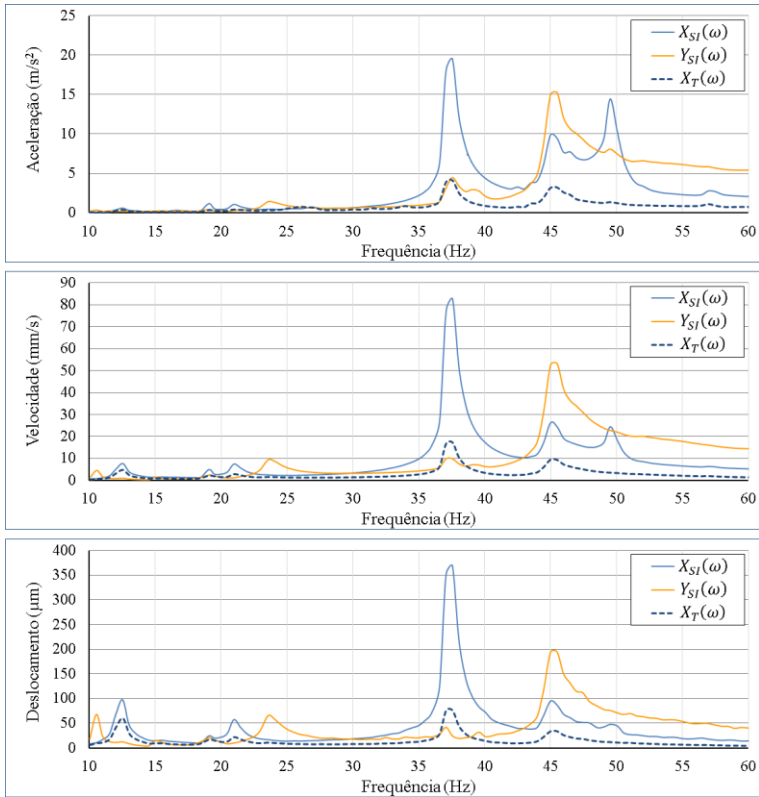 25
20
15
10
5
0
Aceleração (m/s²)
X_SI(ω)
Y_SI(ω)
X_T(ω)
10 15 20 25 30 35 40 45 50 55 60
Frequência (Hz)
90
80
70
60
50
40
30
20
10
0
Velocidade (mm/s)
X_SI(ω)
Y_SI(ω)
X_T(ω)
10 15 20 25 30 35 40 45 50 55 60
Frequência (Hz)
400
350
300
250
200
150
100
50
0
Deslocamento (μm)
X_SI(ω)
Y_SI(ω)
X_T(ω)
10 15 20 25 30 35 40 45 50 55 60
Frequência (Hz)